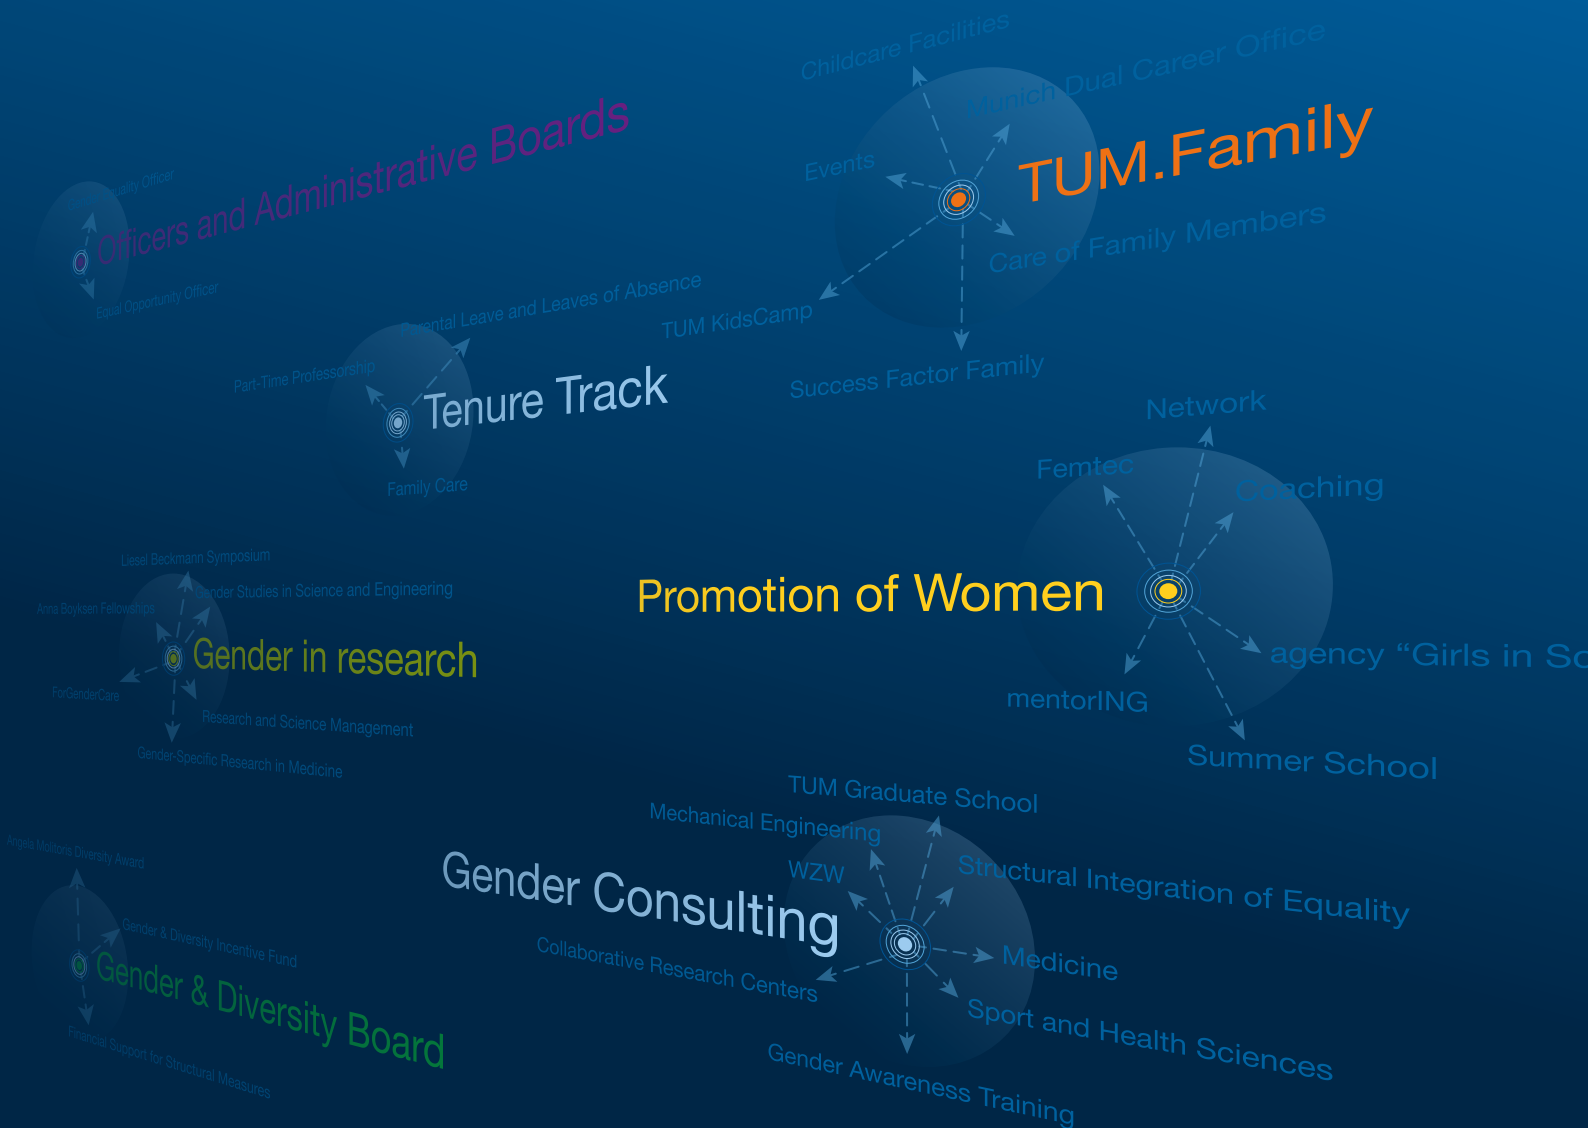 Childcare Facilities
Munich Dual Career Office
TUM.Family
Events
Care of Family Members
TUM KidsCamp
Success Factor Family
Equality Officer
Officers and Administrative Boards
Equal Opportunity Officer
Parental Leave and Leaves of Absence
Part-Time Professorship
Tenure Track
Family Care
Network
Femtec
Coaching
Promotion of Women
agency “Girls in Sc
mentorING
Summer School
Liesel Beckmann Symposium
Gender Studies in Science and Engineering
Anna Boyksen Fellowships
Gender in research
ForGenderCare
Research and Science Management
Gender-Specific Research in Medicine
TUM Graduate School
Mechanical Engineering
WZW
Structural Integration of Equality
Gender Consulting
Collaborative Research Centers
Medicine
Sport and Health Sciences
Gender Awareness Training
Angela Molitoris Diversity Award
Gender & Diversity Incentive Fund
Gender & Diversity Board
Financial Support for Structural Measures